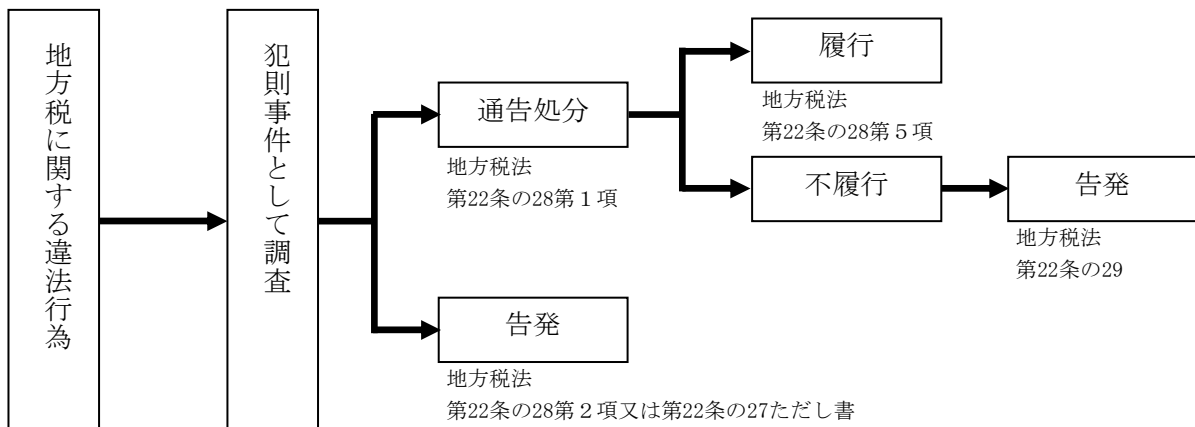 地方税に関する違法行為
犯則事件として調査
通告処分
地方税法
第22条の28第１項
履行
地方税法
第22条の28第５項
不履行
告発
地方税法
第22条の29
告発
地方税法
第22条の28第２項又は第22条の27ただし書